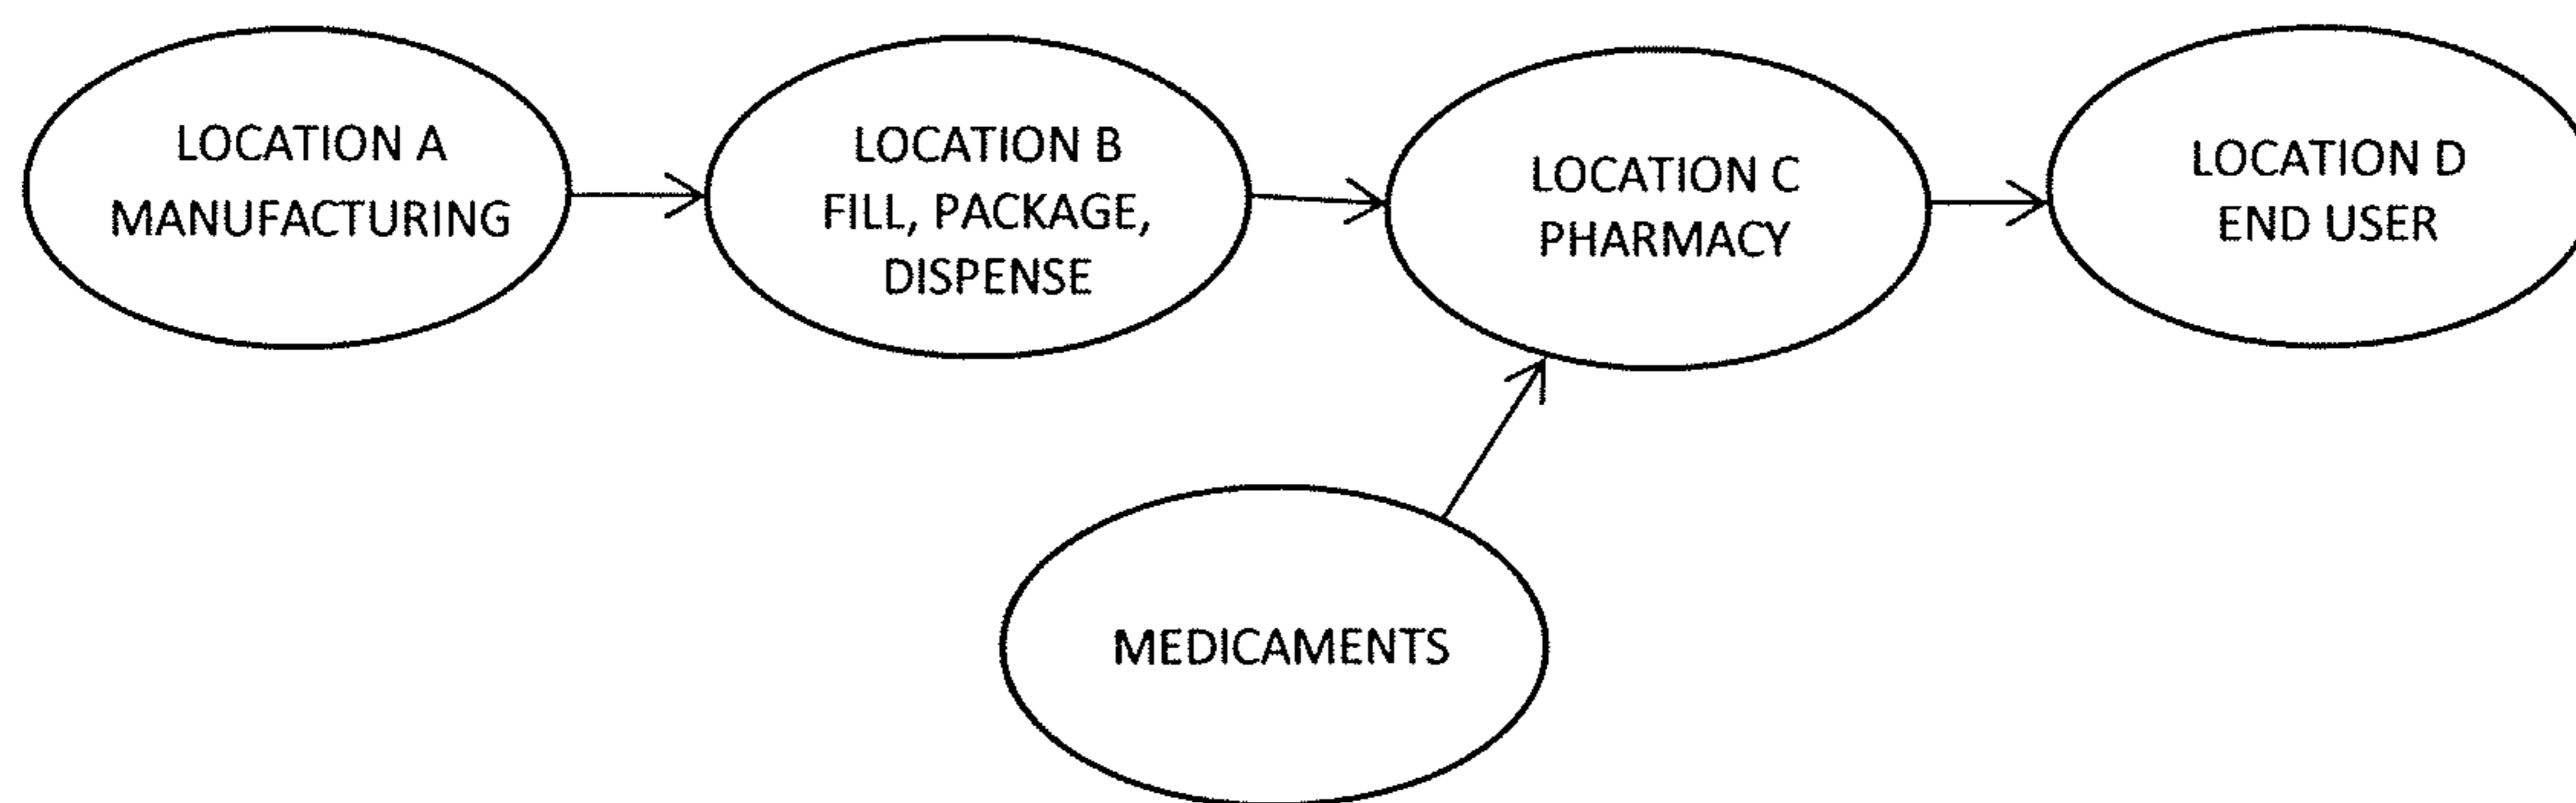 LOCATION A
MANUFACTURING
LOCATION B
FILL, PACKAGE,
DISPENSE
LOCATION C
PHARMACY
LOCATION D
END USER
MEDICAMENTS